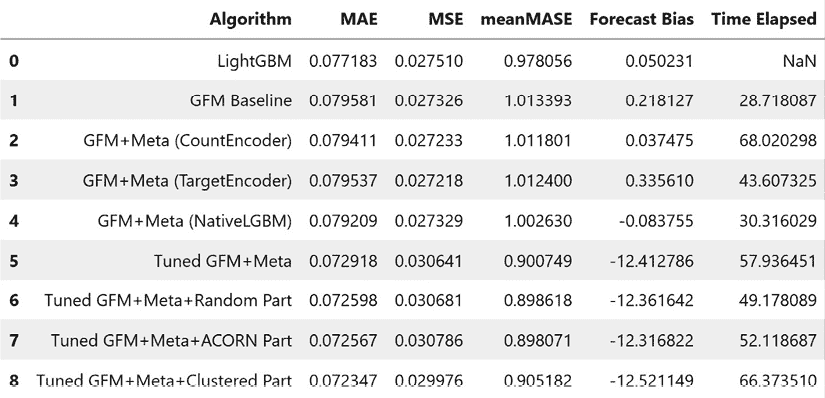 Algorithm MAE MSE meanMASE Forecast Bias Time Elapsed
0 LightGBM 0.077183 0.027510 0.978056 0.050231 NaN
1 GFM Baseline 0.079581 0.027326 1.013393 0.218127 28.718087
2 GFM+Meta (CountEncoder) 0.079411 0.027233 1.011801 0.037475 68.020298
3 GFM+Meta (TargetEncoder) 0.079537 0.027218 1.012400 0.335610 43.607325
4 GFM+Meta (NativeLGBM) 0.079209 0.027329 1.002630 -0.083755 30.316029
5 Tuned GFM+Meta 0.072918 0.030641 0.900749 -12.412786 57.936451
6 Tuned GFM+Meta+Random Part 0.072598 0.030681 0.898618 -12.361642 49.178089
7 Tuned GFM+Meta+ACORN Part 0.072567 0.030786 0.898071 -12.316822 52.118687
8 Tuned GFM+Meta+Clustered Part 0.072347 0.029976 0.905182 -12.521149 66.373510